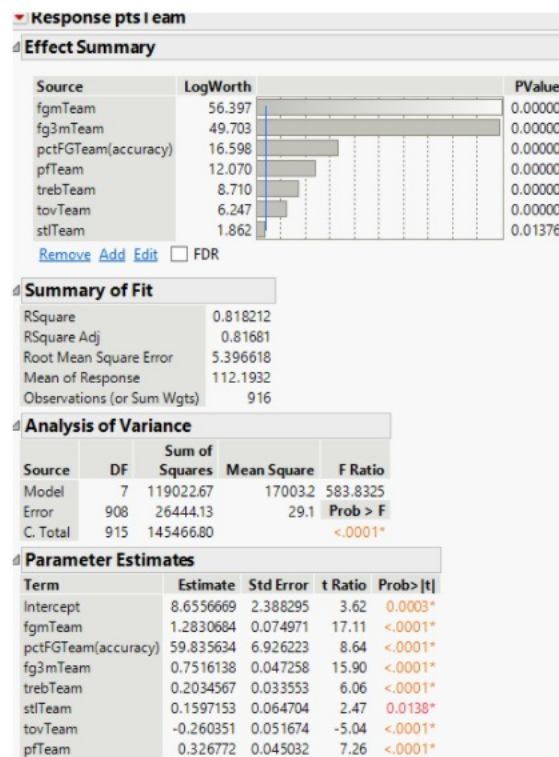 Response ptsTeam
Effect Summary
Source LogWorth PValue
fgmTeam 56.397 0.00000
fg3mTeam 49.703 0.00000
pctFGTeam(accuracy) 16.598 0.00000
pfTeam 12.070 0.00000
trebTeam 8.710 0.00000
tovTeam 6.247 0.00000
stlTeam 1.862 0.01376
Remove Add Edit FDR
Summary of Fit
RSquare 0.818212
RSquare Adj 0.81681
Root Mean Square Error 5.396618
Mean of Response 112.1932
Observations (or Sum Wgts) 916
Analysis of Variance
Sum of
Source DF Squares Mean Square F Ratio
Model 7 119022.67 17003.2 583.8325
Error 908 26444.13 29.1 Prob > F
C. Total 915 145466.80 <.0001*
Parameter Estimates
Term Estimate Std Error t Ratio Prob>|t|
Intercept 8.6556669 2.388295 3.62 0.0003*
fgmTeam 1.2830684 0.074971 17.11 <.0001*
pctFGTeam(accuracy) 59.835634 6.926223 8.64 <.0001*
fg3mTeam 0.7516138 0.047258 15.90 <.0001*
trebTeam 0.2034567 0.033553 6.06 <.0001*
stlTeam 0.1597153 0.064704 2.47 0.0138*
tovTeam -0.260351 0.051674 -5.04 <.0001*
pfTeam 0.326772 0.045032 7.26 <.0001*